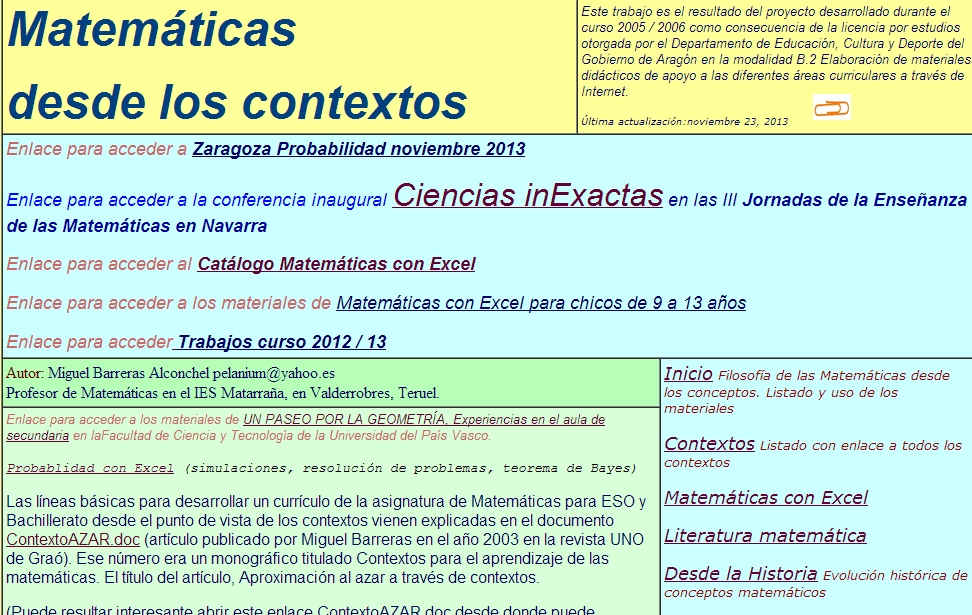 Matemáticas
desde los contextos
Este trabajo es el resultado del proyecto desarrollado durante el
curso 2005 / 2006 como consecuencia de la licencia por estudios
otorgada por el Departamento de Educación, Cultura y Deporte del
Gobierno de Aragón en la modalidad B.2 Elaboración de materiales
didácticos de apoyo a las diferentes áreas curriculares a través de
Internet.
Última actualización:noviembre 23, 2013
Enlace para acceder a Zaragoza Probabilidad noviembre 2013
Enlace para acceder a la conferencia inaugural Ciencias inExactas en las III Jornadas de la Enseñanza
de las Matemáticas en Navarra
Enlace para acceder al Catálogo Matemáticas con Excel
Enlace para acceder a los materiales de Matemáticas con Excel para chicos de 9 a 13 años
Enlace para acceder Trabajos curso 2012 / 13
Autor: Miguel Barreras Alconchel pelanium@yahoo.es
Profesor de Matemáticas en el IES Matarraña, en Valderrobres, Teruel.
Enlace para acceder a los materiales de UN PASEO POR LA GEOMETRÍA. Experiencias en el aula de
secundaria en laFacultad de Ciencia y Tecnología de la Universidad del País Vasco.
Probablidad con Excel (simulaciones, resolución de problemas, teorema de Bayes)
Las líneas básicas para desarrollar un currículo de la asignatura de Matemáticas para ESO y
Bachillerato desde el punto de vista de los contextos vienen explicadas en el documento
ContextoAZAR.doc (artículo publicado por Miguel Barreras en el año 2003 en la revista UNO
de Graó). Ese número era un monográfico titulado Contextos para el aprendizaje de las
matemáticas. El título del artículo, Aproximación al azar a través de contextos.
(Puede resultar interesante abrir este enlace ContextoAZAR.doc desde donde puede
Inicio Filosofía de las Matemáticas desde
los conceptos. Listado y uso de los
materiales
Contextos Listado con enlace a todos los
contextos
Matemáticas con Excel
Literatura matemática
Desde la Historia Evolución histórica de
conceptos matemáticos